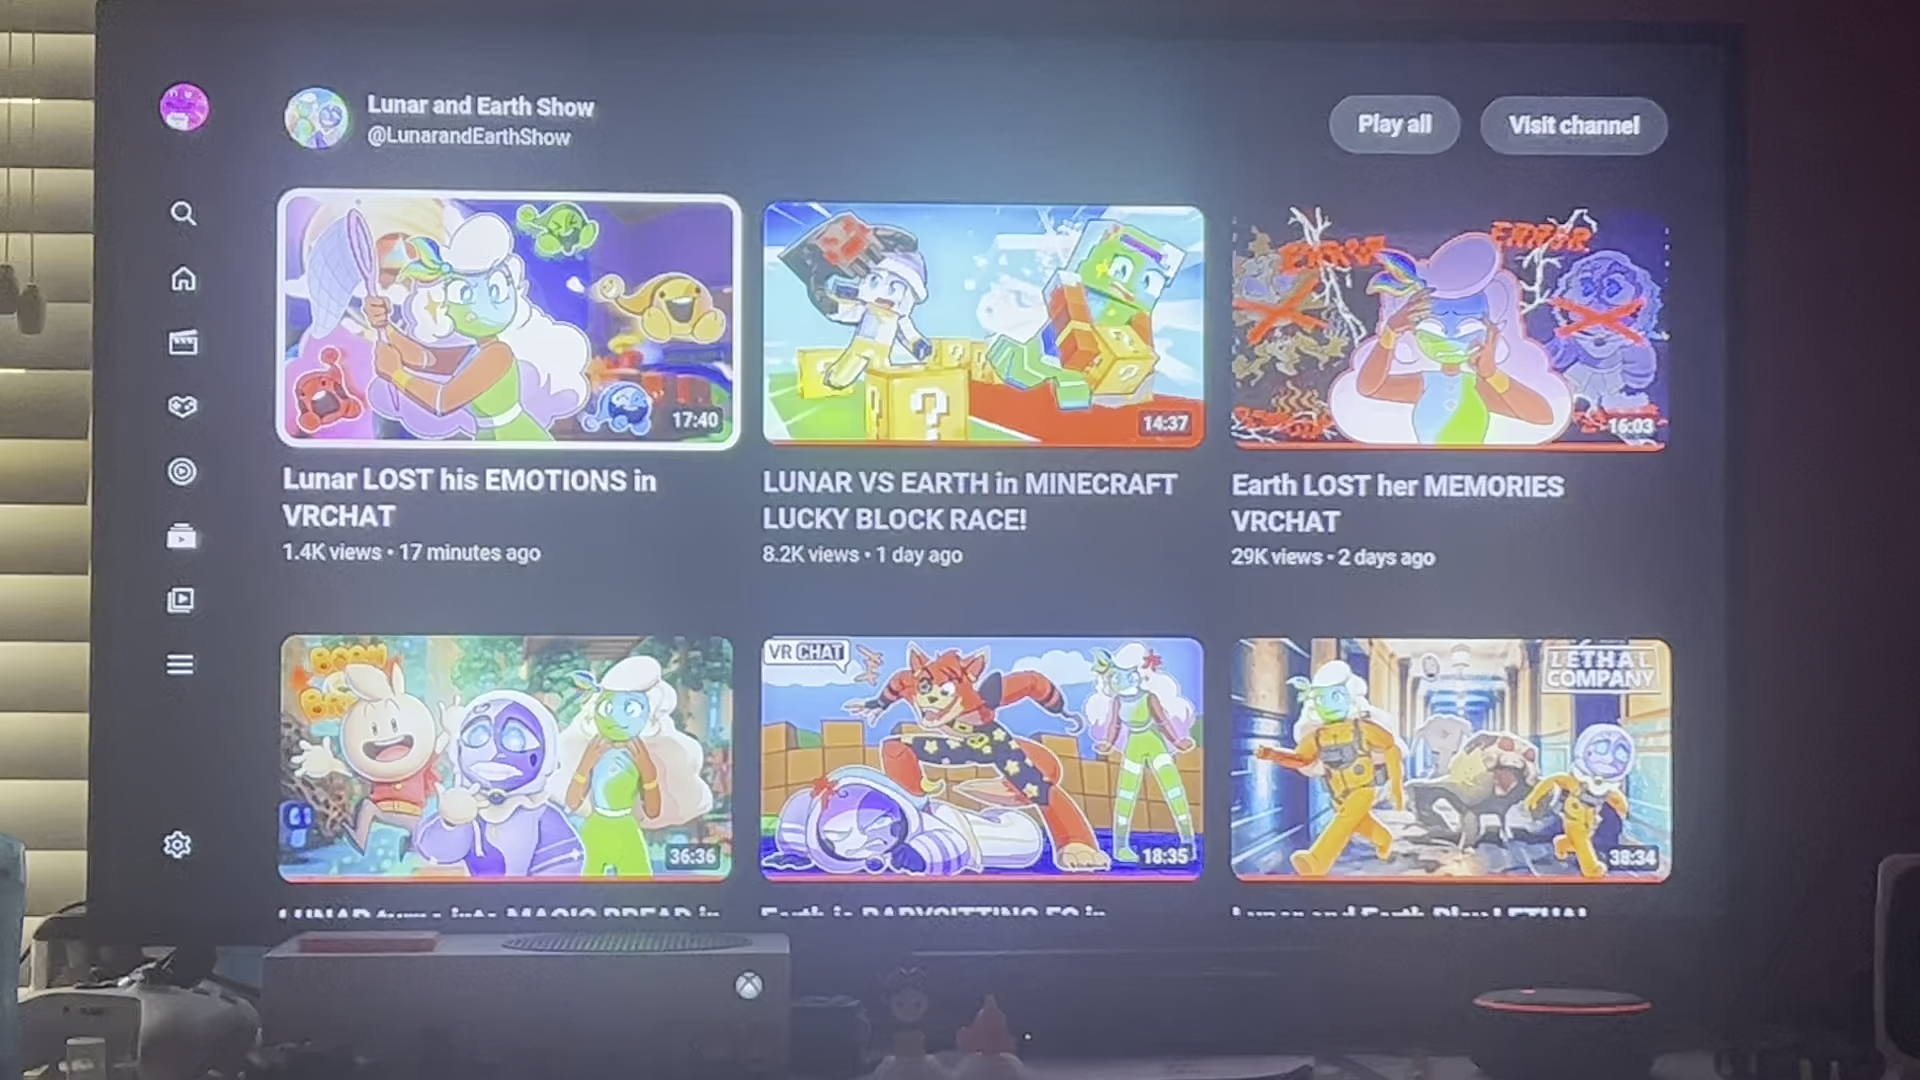 Lunar and Earth Show
@LunarandEarthShow
Play all
Visit channel
ERROR
ERROR
17:40
14:37
16:03
Lunar LOST his EMOTIONS in
VRCHAT
1.4K views • 17 minutes ago
LUNAR VS EARTH in MINECRAFT
LUCKY BLOCK RACE!
8.2K views • 1 day ago
Earth LOST her MEMORIES
VRCHAT
29K views • 2 days ago
VR CHAT
LETHAL
COMPANY
36:36
18:35
38:34